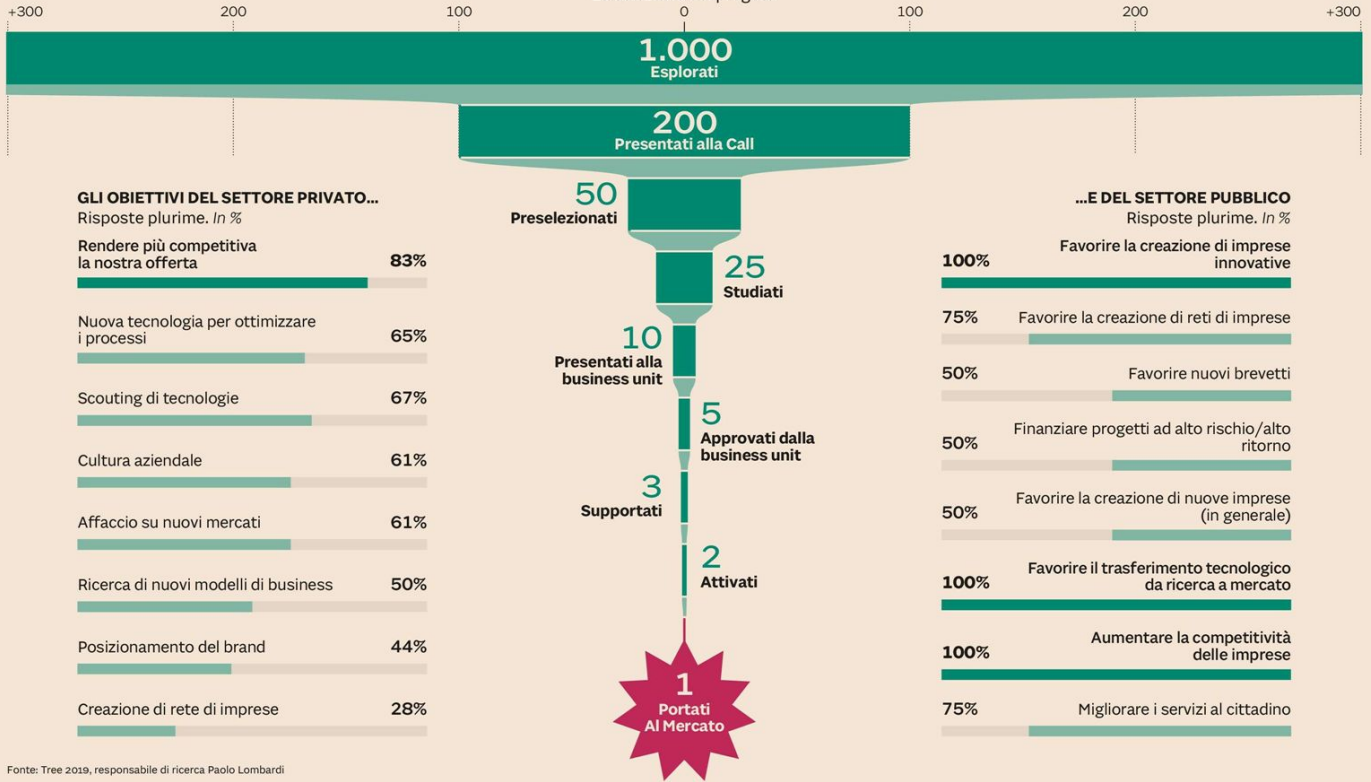 +300 200 100 0 100 200 +300
1.000
Esplorati
200
Presentati alla Call
50
Preselezionati
25
Studiati
10
Presentati alla
business unit
5
Approvati dalla
business unit
3
Supportati
2
Attivati
1
Portati
Al Mercato
GLI OBIETTIVI DEL SETTORE PRIVATO...
Risposte plurime. In %
Rendere più competitiva
la nostra offerta 83%
Nuova tecnologia per ottimizzare
i processi 65%
Scouting di tecnologie 67%
Cultura aziendale 61%
Affaccio su nuovi mercati 61%
Ricerca di nuovi modelli di business 50%
Posizionamento del brand 44%
Creazione di rete di imprese 28%
...E DEL SETTORE PUBBLICO
Risposte plurime. In %
Favorire la creazione di imprese
100% innovative
75% Favorire la creazione di reti di imprese
50% Favorire nuovi brevetti
Finanziare progetti ad alto rischio/alto
50% ritorno
Favorire la creazione di nuove imprese
50% (in generale)
Favorire il trasferimento tecnologico
100% da ricerca a mercato
Aumentare la competitività
100% delle imprese
75% Migliorare i servizi al cittadino
Fonte: Tree 2019, responsabile di ricerca Paolo Lombardi